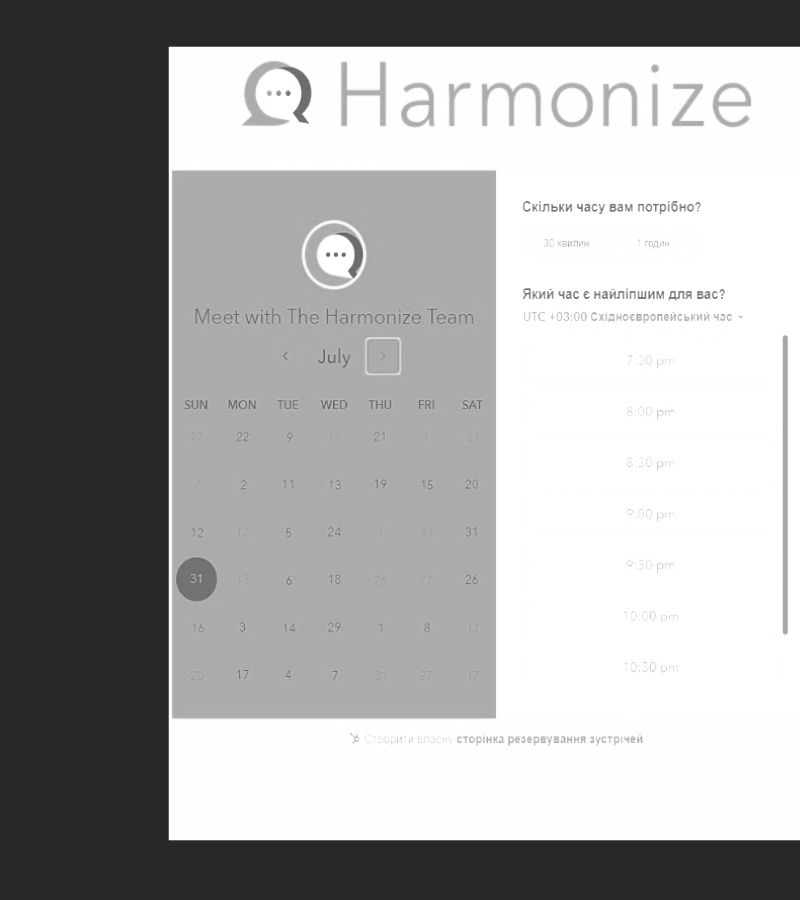 Harmonize
Meet with The Harmonize Team
July
SUN MON TUE WED THU FRI SAT
12 22 9 19 21 1 31
7 2 11 13 19 15 20
12 12 5 24 1 31 31
31 13 6 18 26 27 26
16 3 14 29 1 8 17
20 17 4 7 31 27 17
Скільки часу вам потрібно?
30 хвилин 1 годин
Який час є найліпшим для вас?
UTC +03:00 Східноєвропейський час
7:30 pm
8:00 pm
8:30 pm
9:00 pm
9:30 pm
10:00 pm
10:30 pm
Створити власну сторінка резервування зустрічей